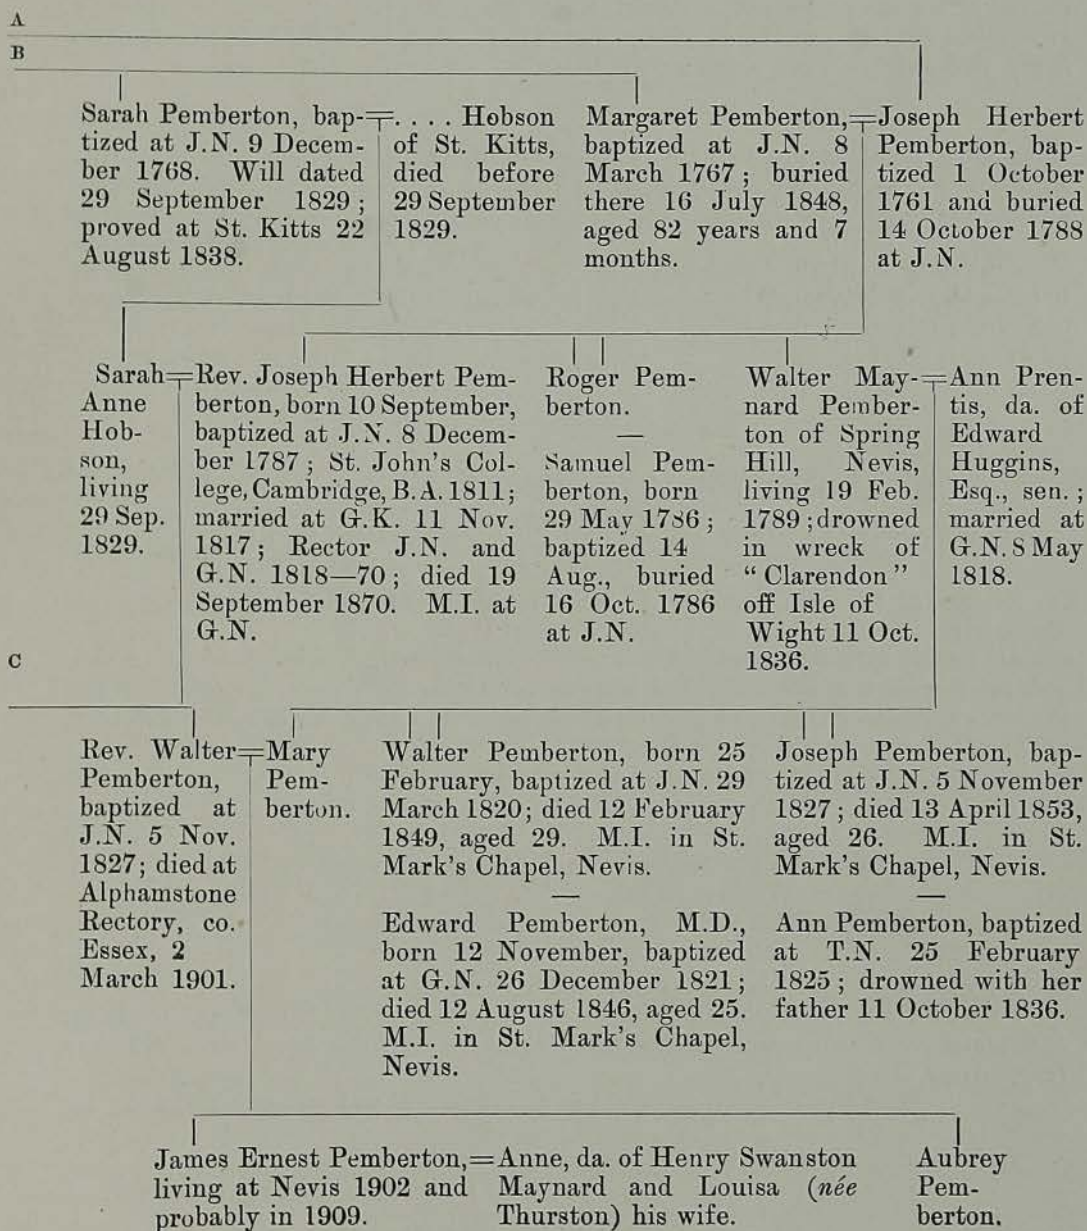 A
B
Sarah Pemberton, bap-
tized at J.N. 9 Decem-
ber 1768. Will dated
29 September 1829;
proved at St. Kitts 22
August 1838.
. . . . Hobson
of St. Kitts,
died before
29 September
1829.
Margaret Pemberton,
baptized at J.N. 8
March 1767; buried
there 16 July 1848,
aged 82 years and 7
months.
Joseph Herbert
Pemberton, bap-
tized 1 October
1761 and buried
14 October 1788
at J.N.
Sarah
Anne
Hob-
son,
living
29 Sep.
1829.
Rev. Joseph Herbert Pem-
berton, born 10 September,
baptized at J.N. 8 Decem-
ber 1787; St. John's Col-
lege, Cambridge, B.A. 1811;
married at G.K. 11 Nov.
1817; Rector J.N. and
G.N. 1818—70; died 19
September 1870. M.I. at
G.N.
Roger Pem-
berton.
—
Samuel Pem-
berton, born
29 May 1786;
baptized 14
Aug., buried
16 Oct. 1786
at J.N.
Walter May-
nard Pember-
ton of Spring
Hill, Nevis,
living 19 Feb.
1789; drowned
in wreck of
"Clarendon"
off Isle of
Wight 11 Oct.
1836.
Ann Pren-
tis, da. of
Edward
Huggins,
Esq., sen.;
married at
G.N. 8 May
1818.
C
Rev. Walter
Pemberton,
baptized at
J.N. 5 Nov.
1827; died at
Alphamstone
Rectory, co.
Essex, 2
March 1901.
Mary
Pem-
berton.
Walter Pemberton, born 25
February, baptized at J.N. 29
March 1820; died 12 February
1849, aged 29. M.I. in St.
Mark's Chapel, Nevis.
—
Edward Pemberton, M.D.,
born 12 November, baptized
at G.N. 26 December 1821;
died 12 August 1846, aged 25.
M.I. in St. Mark's Chapel,
Nevis.
Joseph Pemberton, bap-
tized at J.N. 5 November
1827; died 13 April 1853,
aged 26. M.I. in St.
Mark's Chapel, Nevis.
—
Ann Pemberton, baptized
at T.N. 25 February
1825; drowned with her
father 11 October 1836.
James Ernest Pemberton,=Anne, da. of Henry Swanston
living at Nevis 1902 and Maynard and Louisa (née
probably in 1909. Thurston) his wife.
Aubrey
Pem-
berton.